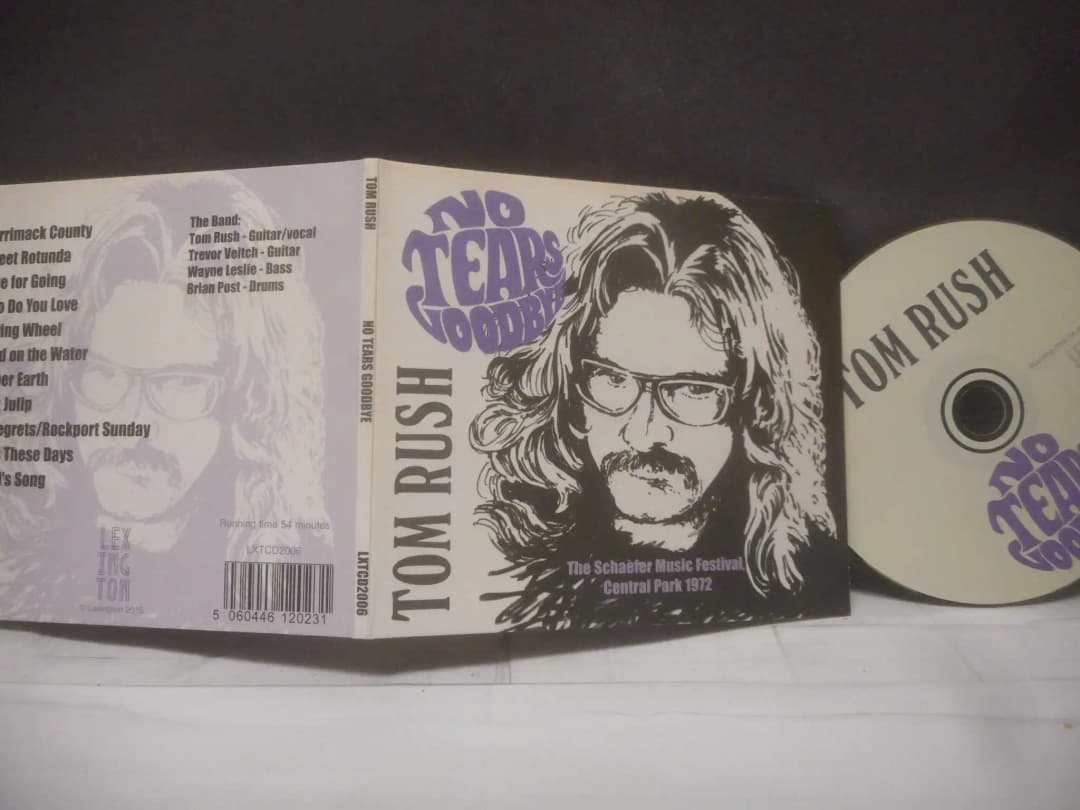 rrimack County
eet Rotunda
e for Going
o Do You Love
ing Wheel
d on the Water
er Earth
Julip
egrets/Rockport Sunday
These Days
's Song
The Band:
Tom Rush - Guitar/vocal
Trevor Veitch - Guitar
Wayne Leslie - Bass
Brian Post - Drums
Running time 54 minutes
LXTCD2006
5 060446 120231
LEX
ING
TON
TOM RUSH
NO TEARS GOODBYE
LXTCD2006
NO
TEARS
GOODBY
TOM RUSH
The Schaefer Music Festival,
Central Park 1972
TOM RUSH
NO
TEA
GOOD